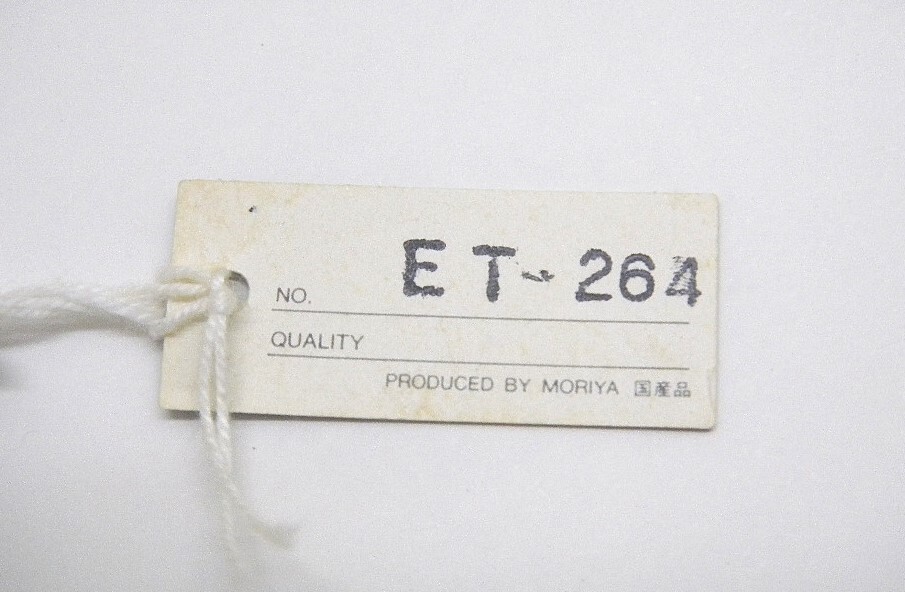 NO. ET-264
QUALITY
PRODUCED BY MORIYA 国産品